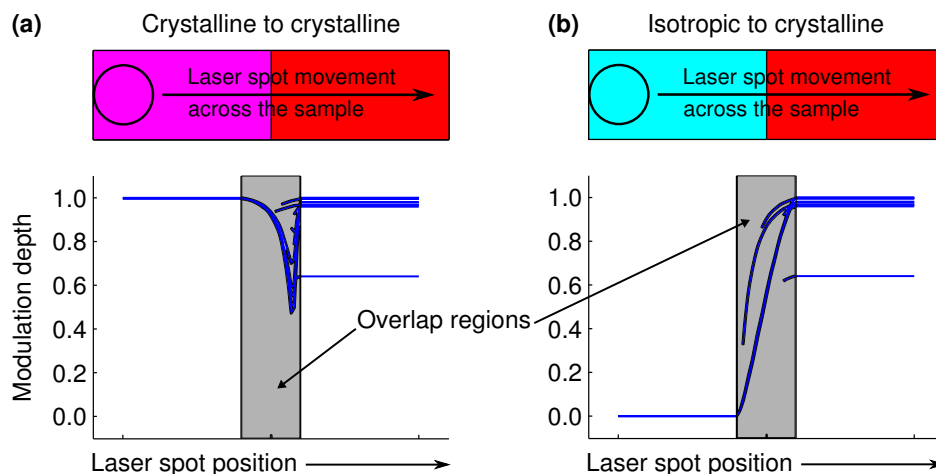 (a) Crystalline to crystalline
Laser spot movement
across the sample
(b) Isotropic to crystalline
Laser spot movement
across the sample
Modulation depth
1.0
0.8
0.6
0.4
0.2
0.0
Overlap regions
1.0
0.8
0.6
0.4
0.2
0.0
Laser spot position
Laser spot position